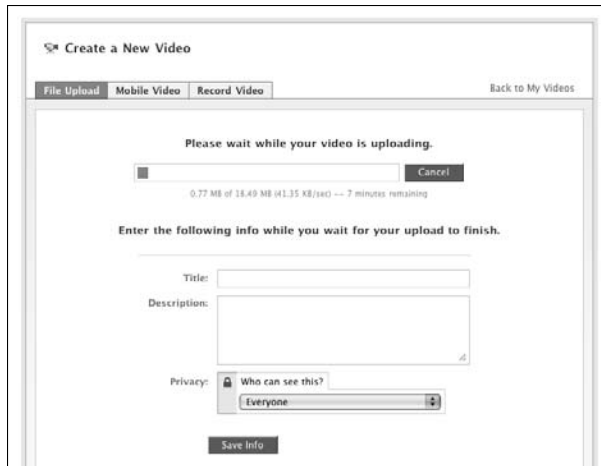 Create a New Video
File Upload Mobile Video Record Video Back to My Videos
Please wait while your video is uploading.
Cancel
0.77 MB of 18.49 MB (41.35 KB/sec) -- 7 minutes remaining
Enter the following info while you wait for your upload to finish.
Title:
Description:
Privacy: Who can see this?
Everyone
Save Info